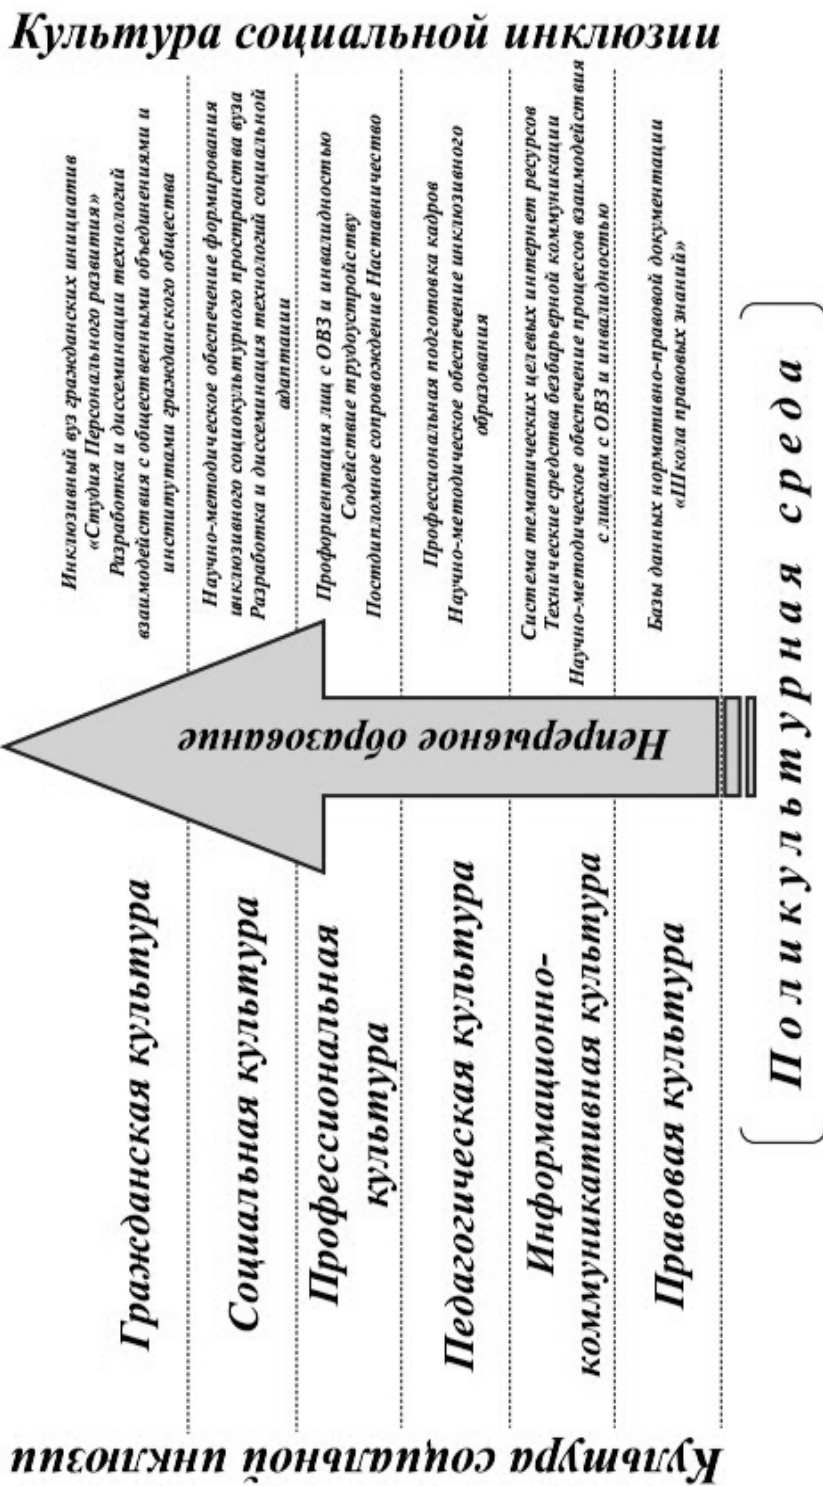 Культура социальной инклюзии
Гражданская культура
Инклюзивный вуз гражданских инициатив
«Студия Персонального развития»
Разработка и диссеминации технологий
взаимодействия с общественными объединениями и
институтами гражданского общества
Социальная культура
Научно-методическое обеспечение формирования
инклюзивного социокультурного пространства вуза
Разработка и диссеминация технологий социальной
адаптации
Профессиональная
культура
Профориентация лиц с ОВЗ и инвалидностью
Содействие трудоустройству
Постдипломное сопровождение Наставничество
Педагогическая культура
Профессиональная подготовка кадров
Научно-методическое обеспечение инклюзивного
образования
Информационно-
коммуникативная культура
Система тематических целевых интернет ресурсов
Технические средства безбарьерной коммуникации
Научно-методическое обеспечение процессов взаимодействия
с лицами с ОВЗ и инвалидностью
Правовая культура
Базы данных нормативно-правовой документации
«Школа правовых знаний»
Непрерывное образование
Культура социальной инклюзии
Поликультурная среда